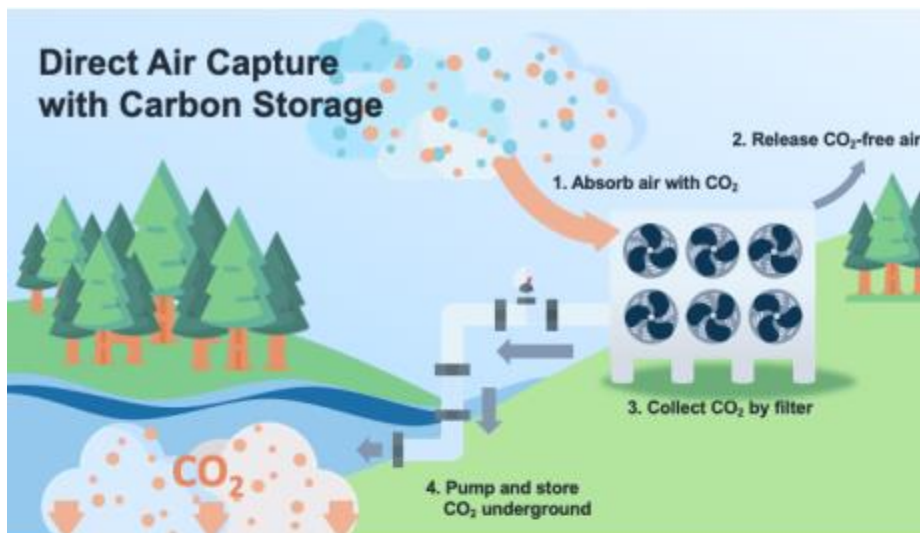 Direct Air Capture
with Carbon Storage
2. Release CO₂-free air
1. Absorb air with CO₂
3. Collect CO₂ by filter
CO₂
4. Pump and store
CO₂ underground